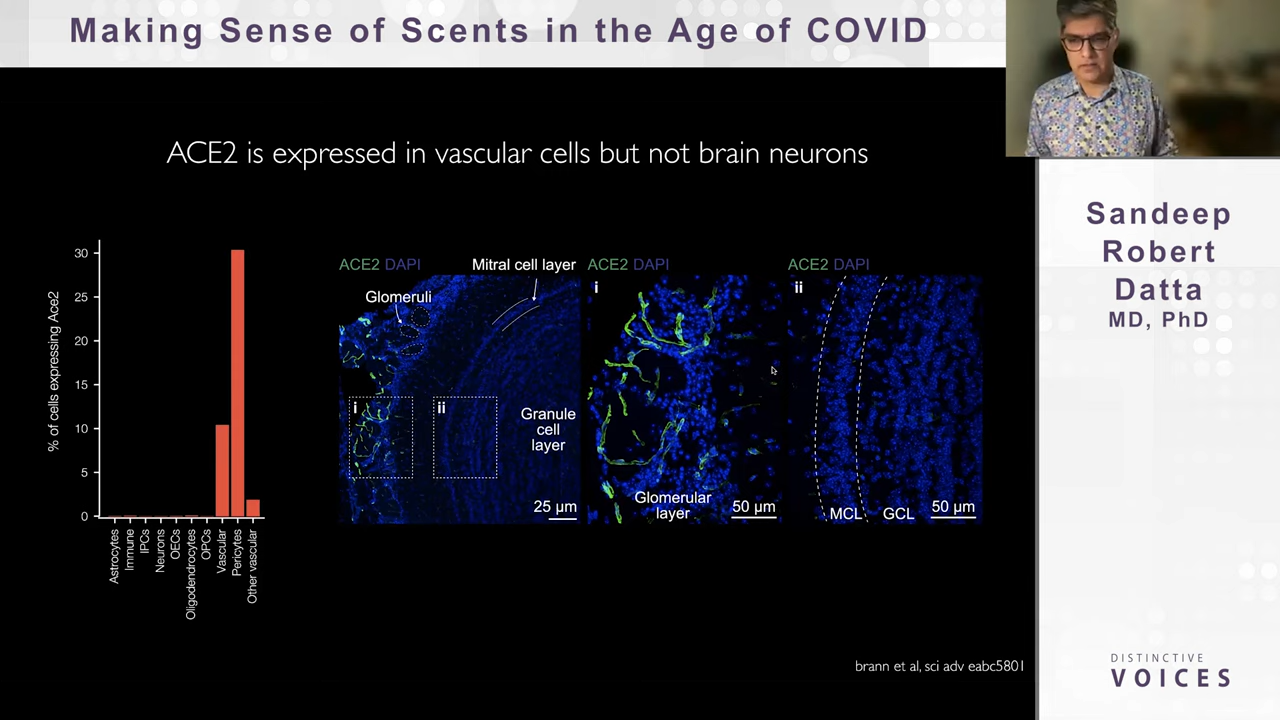 Making Sense of Scents in the Age of COVID
ACE2 is expressed in vascular cells but not brain neurons
% of cells expressing Ace2
30
25
20
15
10
5
0
Astrocytes
Immune
IPCs
Neurons
OECs
Oligodendrocytes
OPCs
Vascular
Pericytes
Other vascular
ACE2 DAPI
Mitral cell layer
Glomeruli
i
ii
Granule
cell
layer
25 µm
ACE2 DAPI
i
Glomerular
layer
50 µm
ACE2 DAPI
ii
MCL
GCL
50 µm
brann et al, sci adv eabc5801
Sandeep
Robert
Datta
MD, PhD
DISTINCTIVE
VOICES